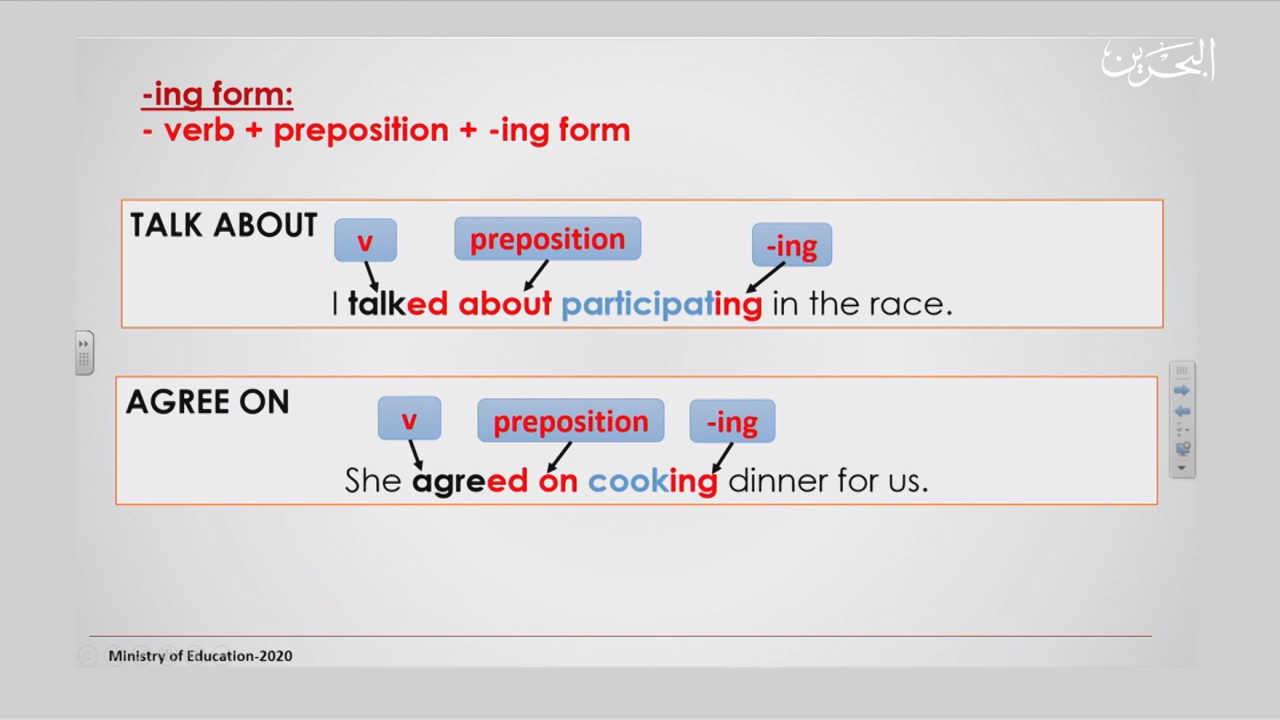 البحرين
-ing form:
- verb + preposition + -ing form
TALK ABOUT
v
preposition
-ing
I talked about participating in the race.
AGREE ON
v
preposition
-ing
She agreed on cooking dinner for us.
Ministry of Education-2020